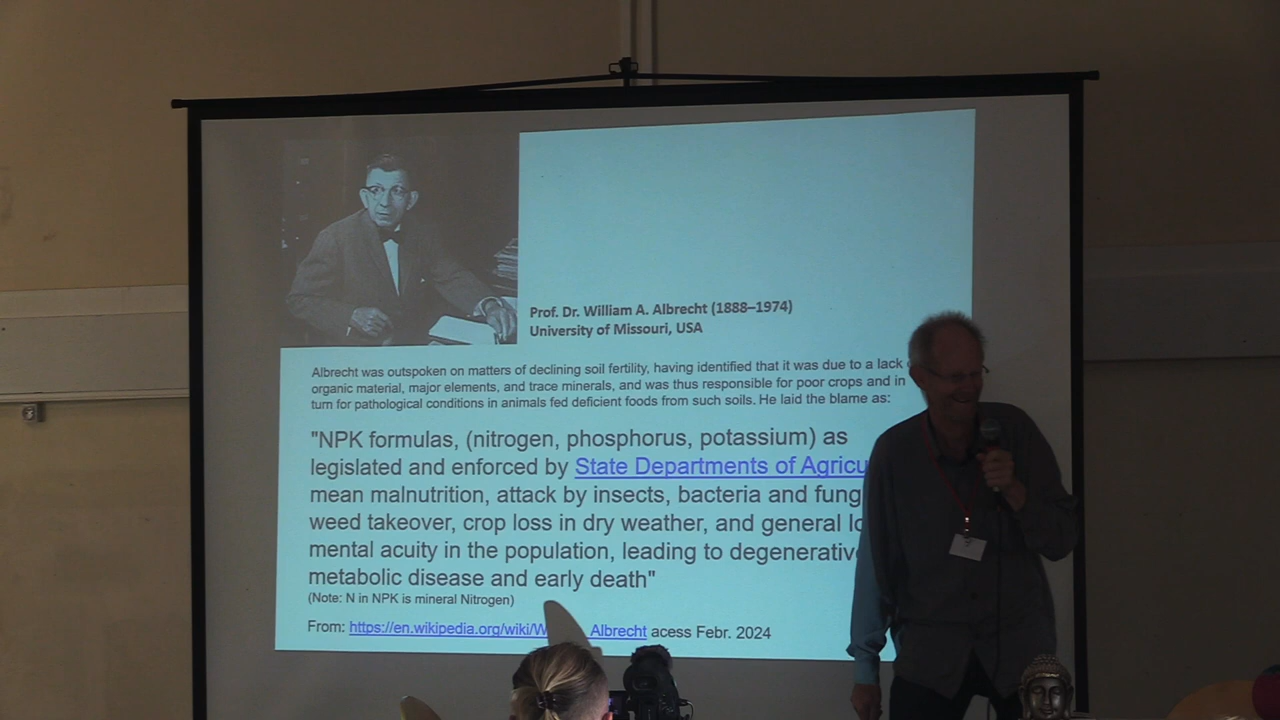 Prof. Dr. William A. Albrecht (1888–1974)
University of Missouri, USA
Albrecht was outspoken on matters of declining soil fertility, having identified that it was due to a lack
organic material, major elements, and trace minerals, and was thus responsible for poor crops and in
turn for pathological conditions in animals fed deficient foods from such soils. He laid the blame as:
"NPK formulas, (nitrogen, phosphorus, potassium) as
legislated and enforced by State Departments of Agricu
mean malnutrition, attack by insects, bacteria and fung
weed takeover, crop loss in dry weather, and general lo
mental acuity in the population, leading to degenerativ
metabolic disease and early death"
(Note: N in NPK is mineral Nitrogen)
From: https://en.wikipedia.org/wiki/W Albrecht acess Febr. 2024